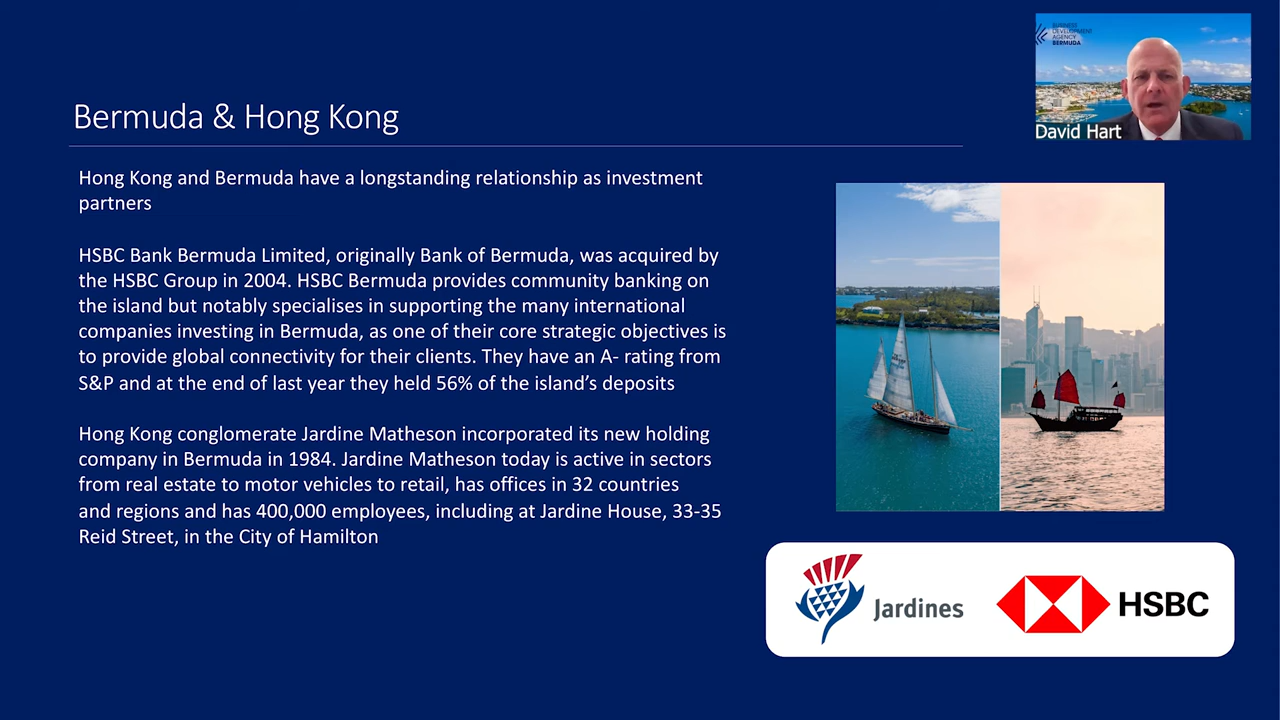 BUSINESS
DEVELOPMENT
AGENCY
BERMUDA
David Hart
Bermuda & Hong Kong
Hong Kong and Bermuda have a longstanding relationship as investment
partners
HSBC Bank Bermuda Limited, originally Bank of Bermuda, was acquired by
the HSBC Group in 2004. HSBC Bermuda provides community banking on
the island but notably specialises in supporting the many international
companies investing in Bermuda, as one of their core strategic objectives is
to provide global connectivity for their clients. They have an A- rating from
S&P and at the end of last year they held 56% of the island’s deposits
Hong Kong conglomerate Jardine Matheson incorporated its new holding
company in Bermuda in 1984. Jardine Matheson today is active in sectors
from real estate to motor vehicles to retail, has offices in 32 countries
and regions and has 400,000 employees, including at Jardine House, 33-35
Reid Street, in the City of Hamilton
Jardines
HSBC